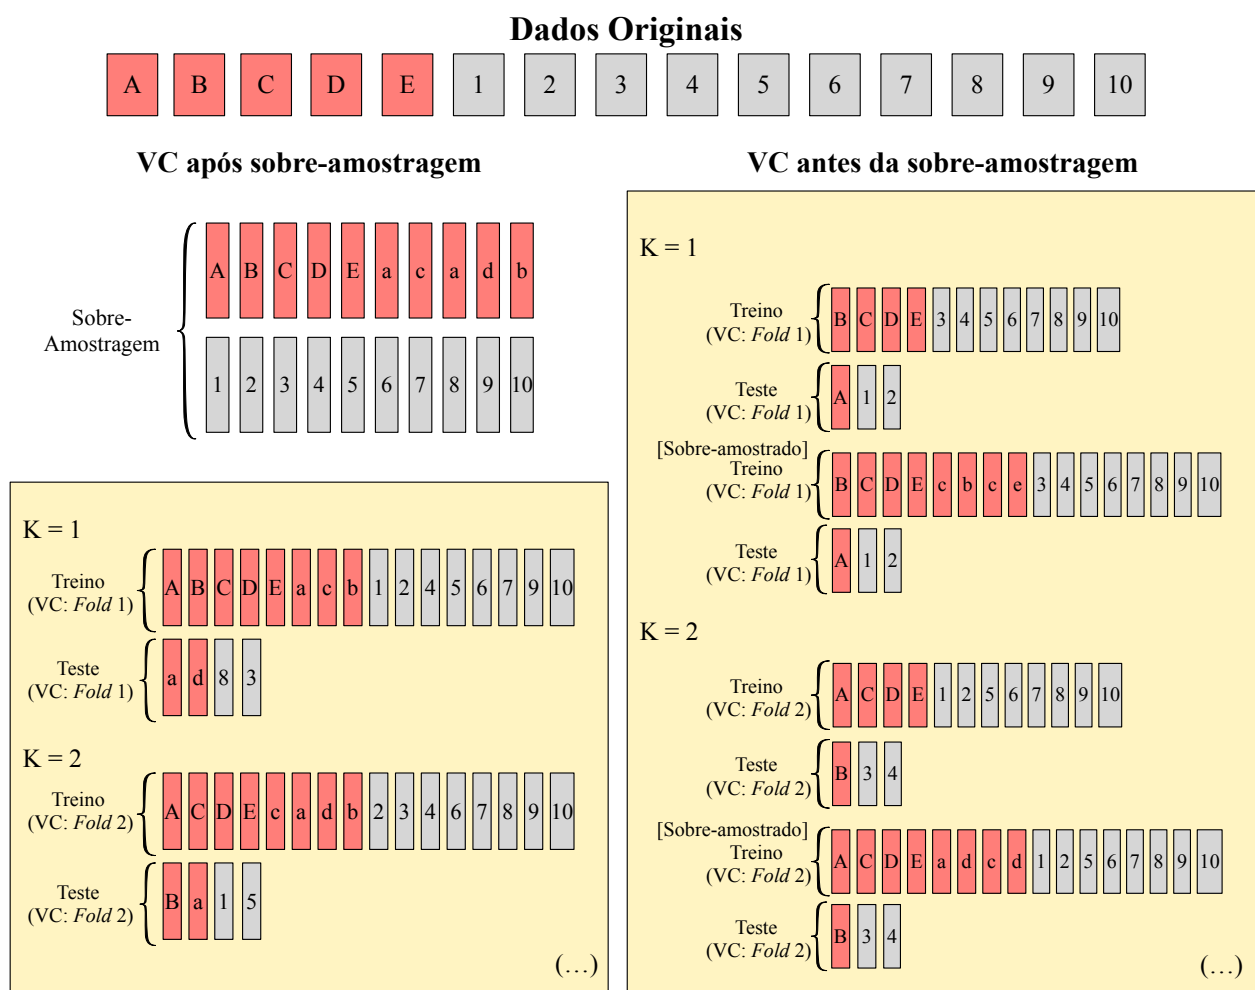 Dados Originais
A B C D E 1 2 3 4 5 6 7 8 9 10
VC após sobre-amostragem
Sobre-
Amostragem
A B C D E a c a d b
1 2 3 4 5 6 7 8 9 10
K = 1
Treino
(VC: Fold 1)
A B C D E a c b 1 2 4 5 6 7 9 10
Teste
(VC: Fold 1)
a d 8 3
K = 2
Treino
(VC: Fold 2)
A C D E c a d b 2 3 4 6 7 8 9 10
Teste
(VC: Fold 2)
B a 1 5
(...)
VC antes da sobre-amostragem
K = 1
Treino
(VC: Fold 1)
B C D E 3 4 5 6 7 8 9 10
Teste
(VC: Fold 1)
A 1 2
[Sobre-amostrado]
Treino
(VC: Fold 1)
B C D E c b c e 3 4 5 6 7 8 9 10
Teste
(VC: Fold 1)
A 1 2
K = 2
Treino
(VC: Fold 2)
A C D E 1 2 5 6 7 8 9 10
Teste
(VC: Fold 2)
B 3 4
[Sobre-amostrado]
Treino
(VC: Fold 2)
A C D E a d c d 1 2 5 6 7 8 9 10
Teste
(VC: Fold 2)
B 3 4
(...)